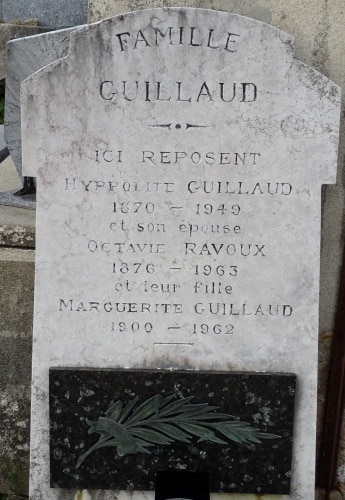 FAMILLE
GUILLAUD
ICI REPOSENT
HYPPOLITE GUILLAUD
1870 - 1949
et son épouse
OCTAVIE RAVOUX
1876 - 1963
et leur fille
MARGUERITE GUILLAUD
1900 - 1962